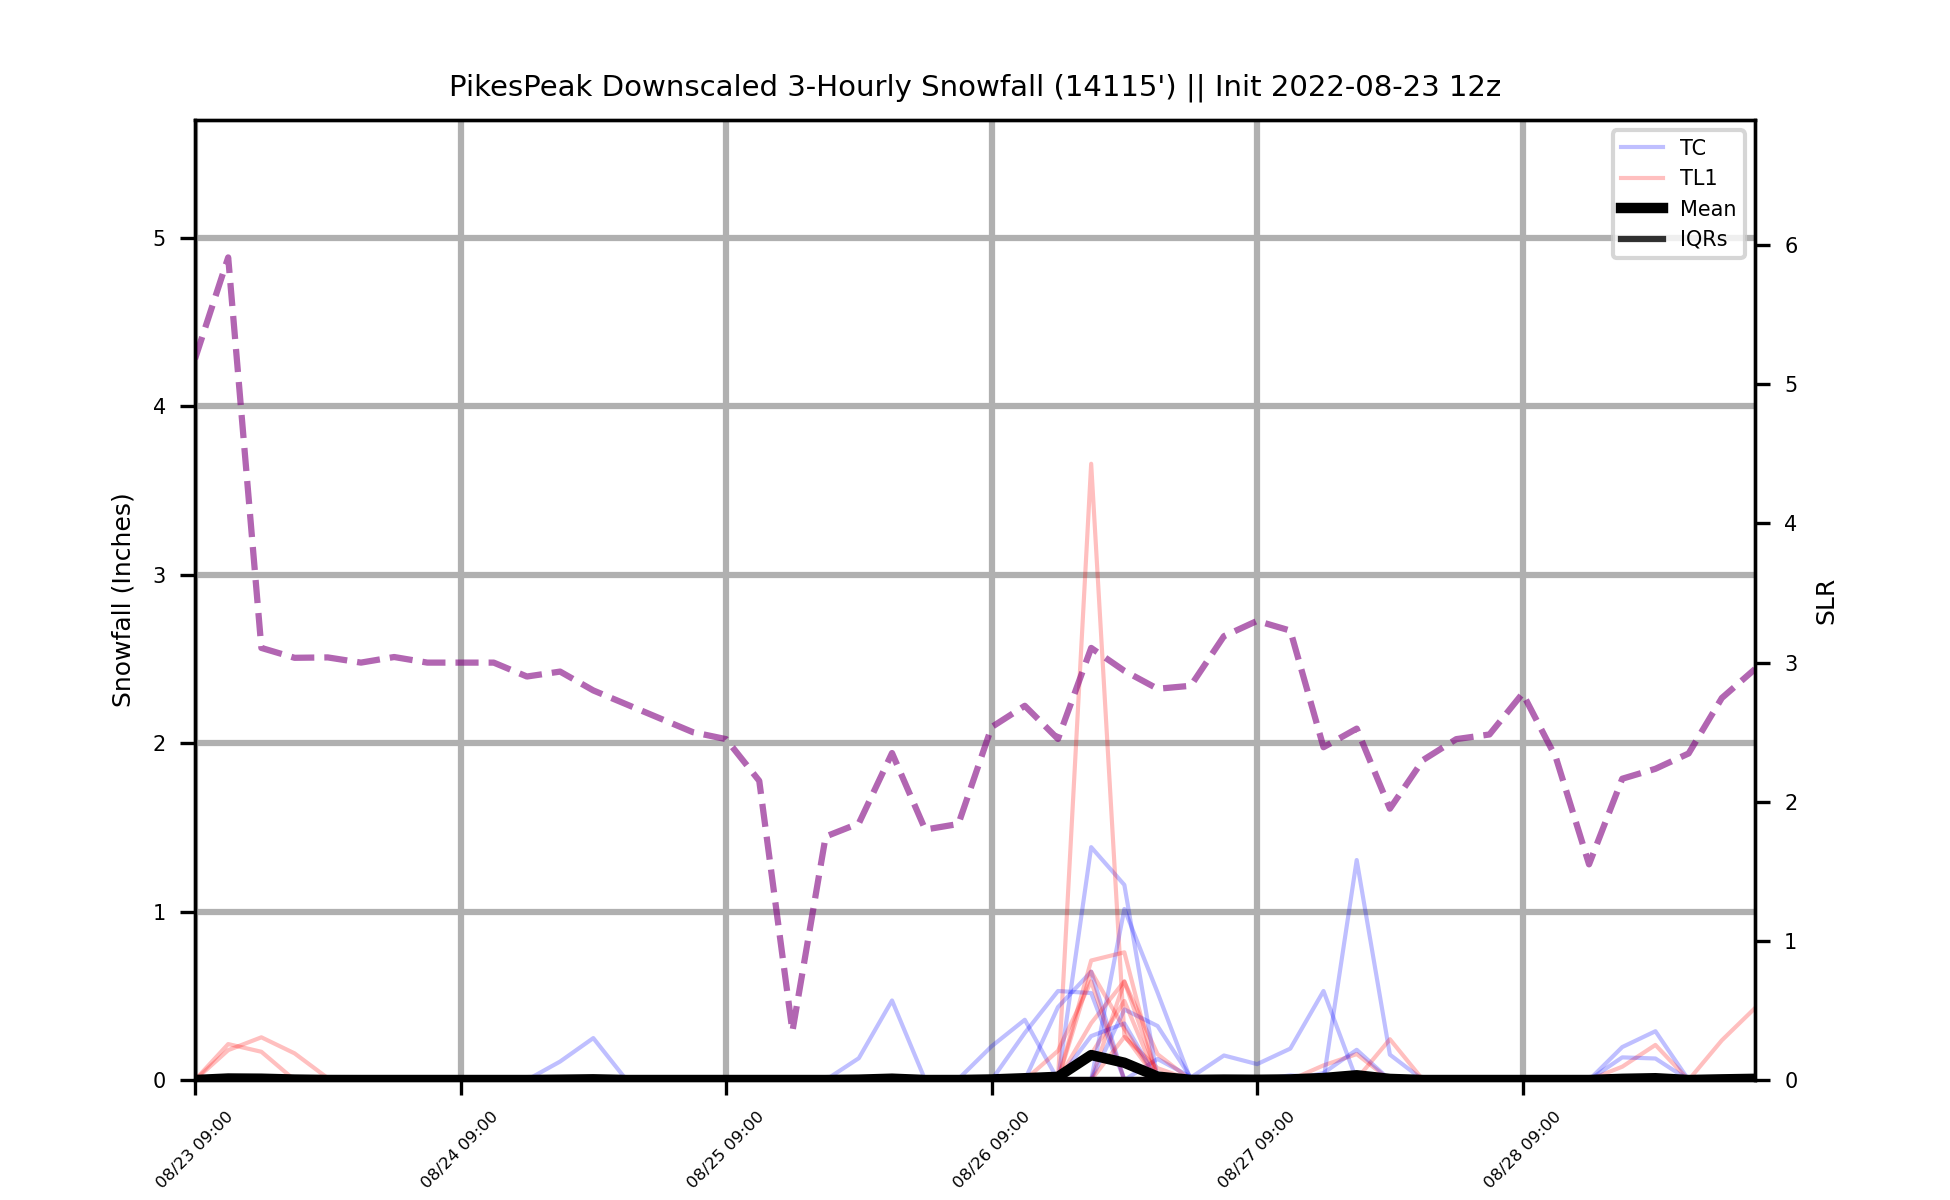 PikesPeak Downscaled 3-Hourly Snowfall (14115') || Init 2022-08-23 12z
TC
TL1
Mean
IQRs
Snowfall (Inches)
5
4
3
2
1
0
6
5
4
3
2
1
0
SLR
08/23 09:00
08/24 09:00
08/25 09:00
08/26 09:00
08/27 09:00
08/28 09:00